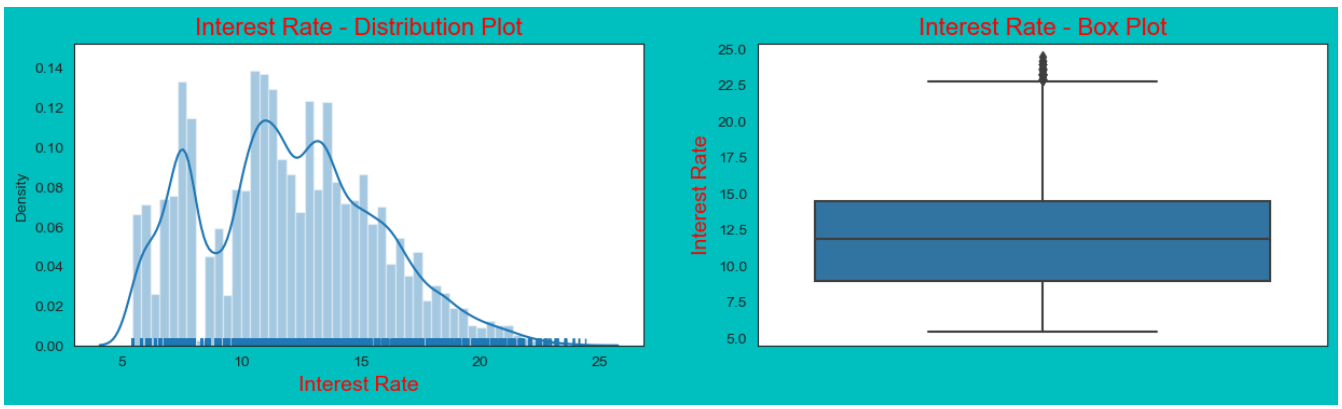 Interest Rate - Distribution Plot
0.14
0.12
0.10
0.08
0.06
0.04
0.02
0.00
Density
5 10 15 20 25
Interest Rate
Interest Rate - Box Plot
25.0
22.5
20.0
17.5
15.0
12.5
10.0
7.5
5.0
Interest Rate